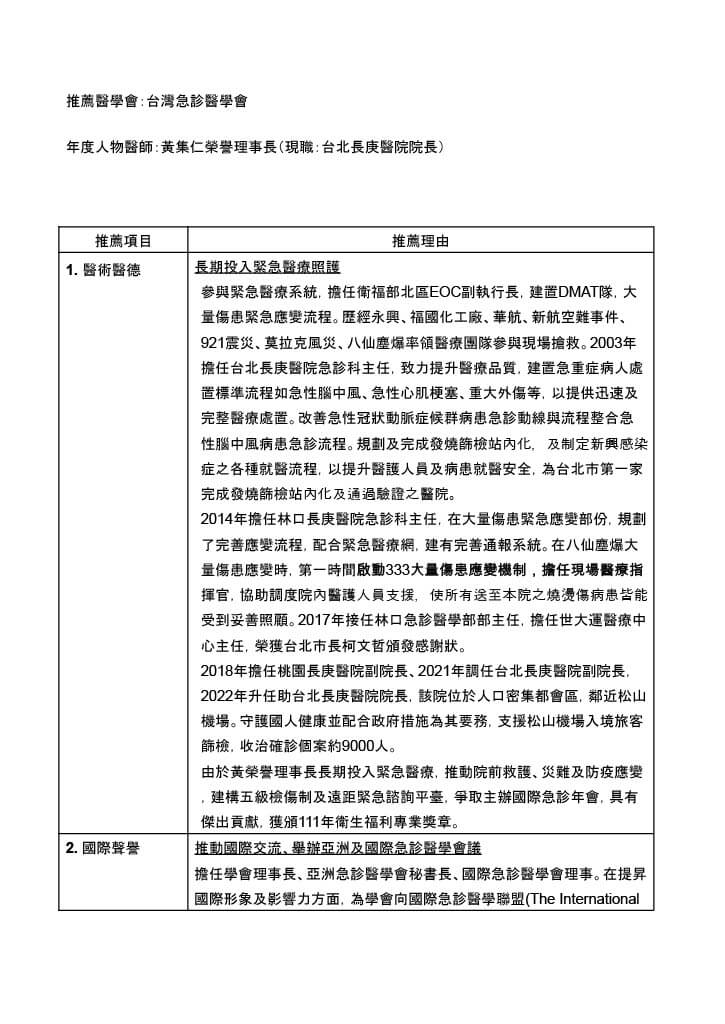 推薦醫學會：台灣急診醫學會
年度人物醫師：黃集仁榮譽理事長（現職：台北長庚醫院院長）
推薦項目
推薦理由
1. 醫術醫德
長期投入緊急醫療照護
參與緊急醫療系統，擔任衛福部北區EOC副執行長，建置DMAT隊，大
量傷患緊急應變流程。歷經永興、福國化工廠、華航、新航空難事件、
921震災、莫拉克風災、八仙塵爆率領醫療團隊參與現場搶救。2003年
擔任台北長庚醫院急診科主任，致力提升醫療品質，建置急重症病人處
置標準流程如急性腦中風、急性心肌梗塞、重大外傷等，以提供迅速及
完整醫療處置。改善急性冠狀動脈症候群病患急診動線與流程整合急
性腦中風病患急診流程。規劃及完成發燒篩檢站內化，及制定新興感染
症之各種就醫流程，以提升醫護人員及病患就醫安全，為台北市第一家
完成發燒篩檢站內化及通過驗證之醫院。
2014年擔任林口長庚醫院急診科主任，在大量傷患緊急應變部份，規劃
了完善應變流程，配合緊急醫療網，建有完善通報系統。在八仙塵爆大
量傷患應變時，第一時間啟動333大量傷患應變機制，擔任現場醫療指
揮官，協助調度院內醫護人員支援，使所有送至本院之燒燙傷病患皆能
受到妥善照顧。2017年接任林口急診醫學部部主任，擔任世大運醫療中
心主任，榮獲台北市長柯文哲頒發感謝狀。
2018年擔任桃園長庚醫院副院長、2021年調任台北長庚醫院副院長，
2022年升任助台北長庚醫院院長，該院位於人口密集都會區，鄰近松山
機場。守護國人健康並配合政府措施為其要務，支援松山機場入境旅客
篩檢，收治確診個案約9000人。
由於黃榮譽理事長長期投入緊急醫療，推動院前救護、災難及防疫應變
，建構五級檢傷制及遠距緊急諮詢平臺，爭取主辦國際急診年會，具有
傑出貢獻，獲頒111年衛生福利專業獎章。
2. 國際聲譽
推動國際交流、舉辦亞洲及國際急診醫學會議
擔任學會理事長、亞洲急診醫學會秘書長、國際急診醫學會理事。在提昇
國際形象及影響力方面，為學會向國際急診醫學聯盟(The International